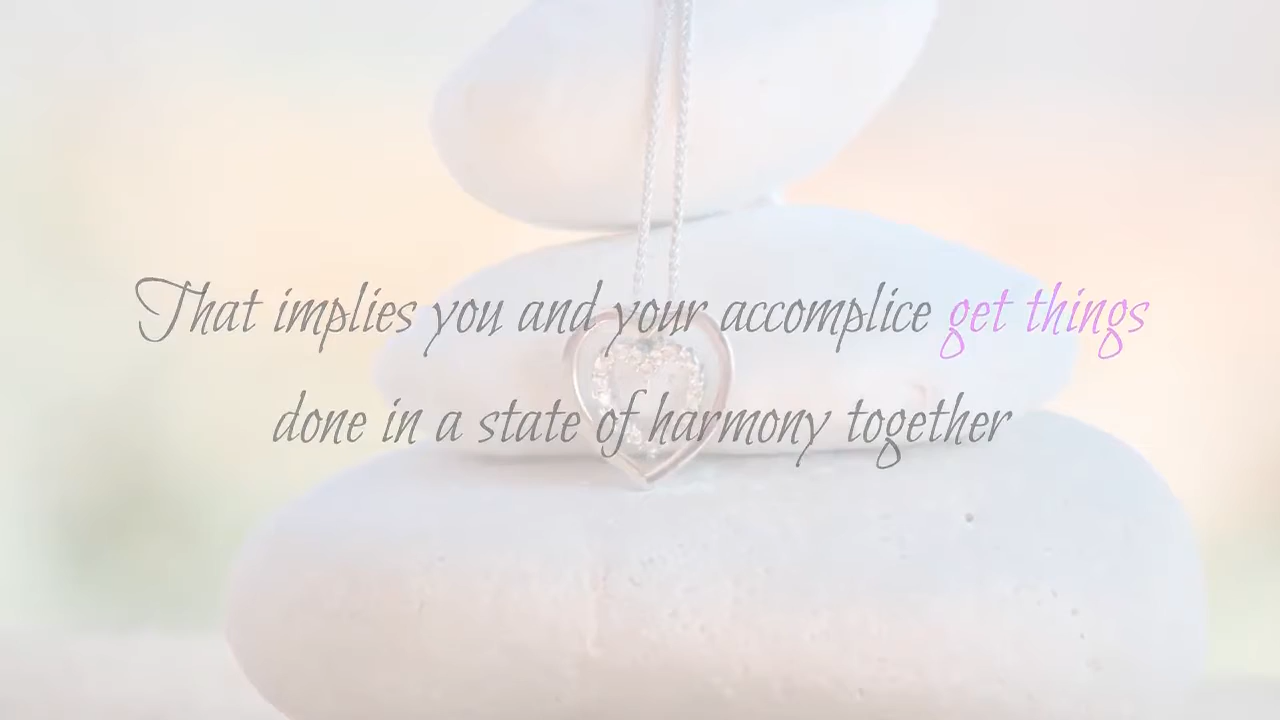 That implies you and your accomplice get things
done in a state of harmony together